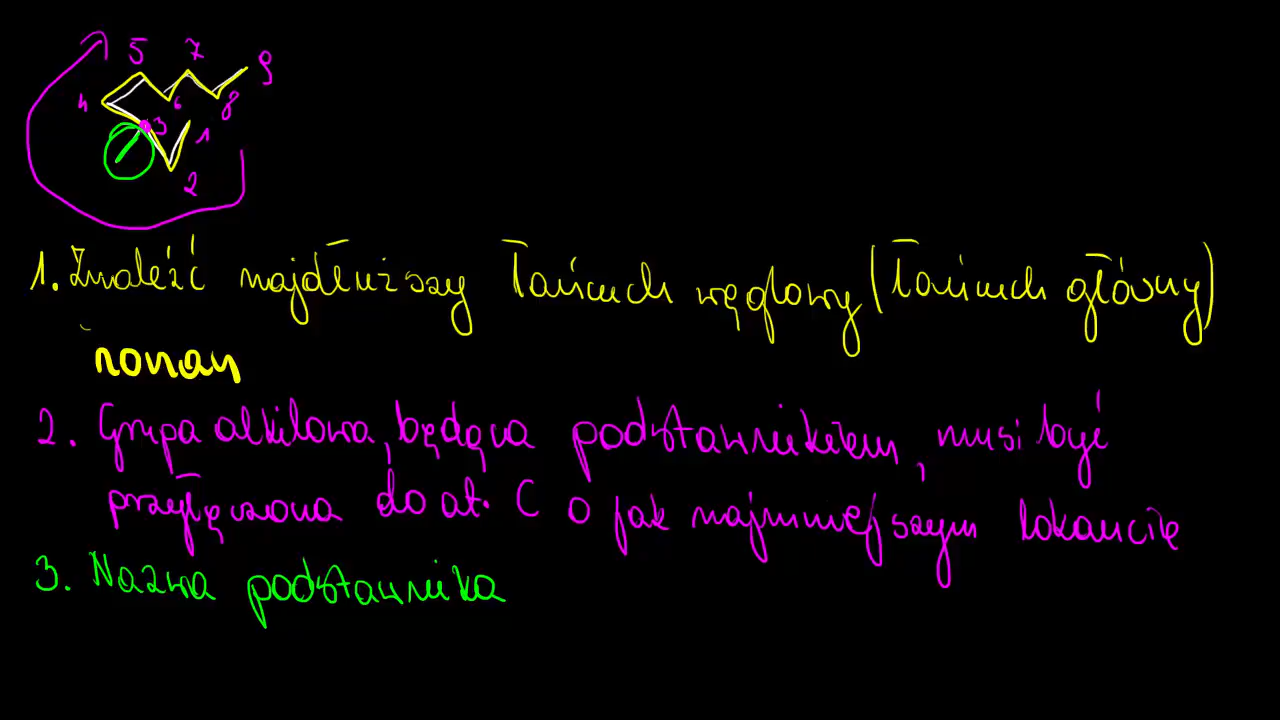 5 7 9
4 6 8
3 1
2
1. Znaleźć najdłuższy łańcuch węglowy (łańcuch główny)
nonan
2. Grupa alkilowa, będąca podstawnikiem, musi być
przyłączona do at. C o jak najmniejszym lokancie
3. Nazwa podstawnika